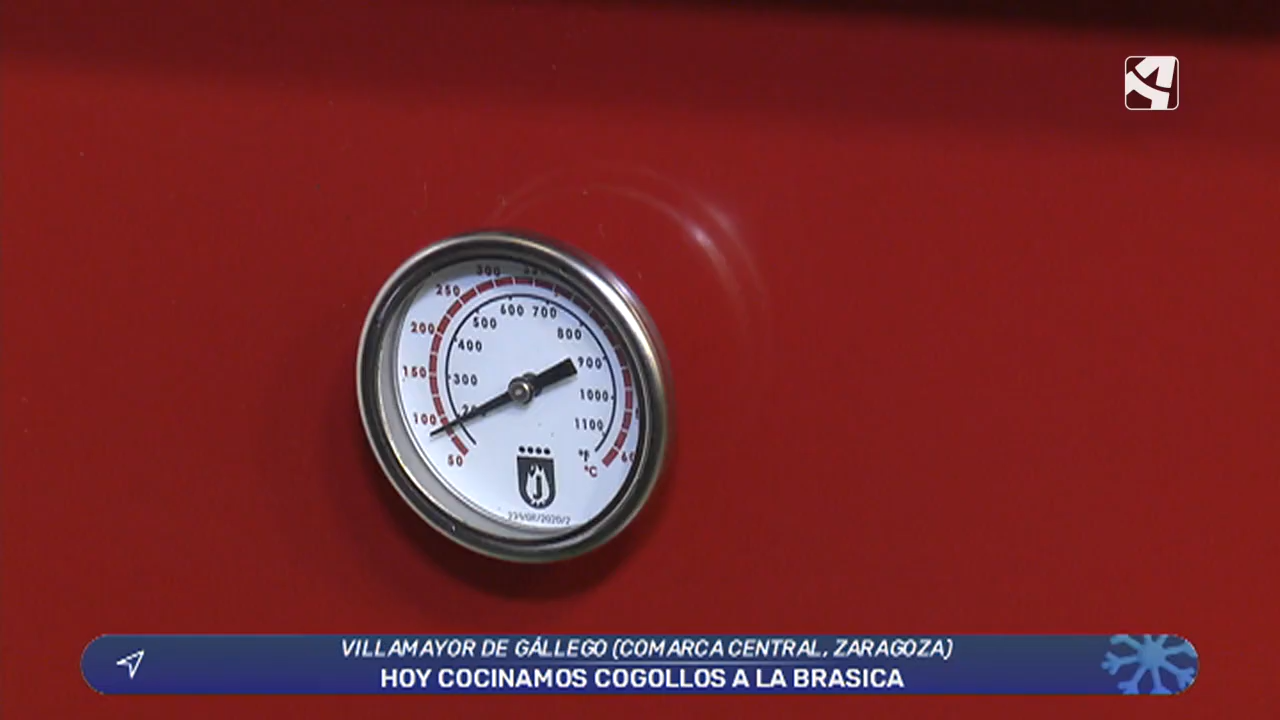 300
250
600 700
500
200
800
400
900
150
300
1000
100
1100
50
°F
°C
J
VILLAMAYOR DE GÁLLEGO (COMARCA CENTRAL, ZARAGOZA)
HOY COCINAMOS COGOLLOS A LA BRASICA